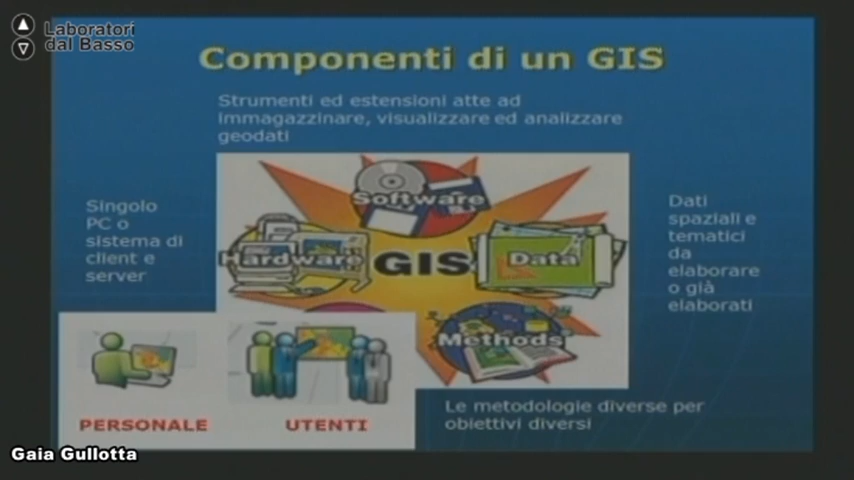 Laboratori
dal Basso
Componenti di un GIS
Strumenti ed estensioni atte ad
immagazzinare, visualizzare ed analizzare
geodati
Singolo
PC o
sistema di
client e
server
Software
Hardware
GIS
Data
Methods
Dati
spaziali e
tematici
da
elaborare
o già
elaborati
PERSONALE
UTENTI
Le metodologie diverse per
obiettivi diversi
Gaia Gullotta